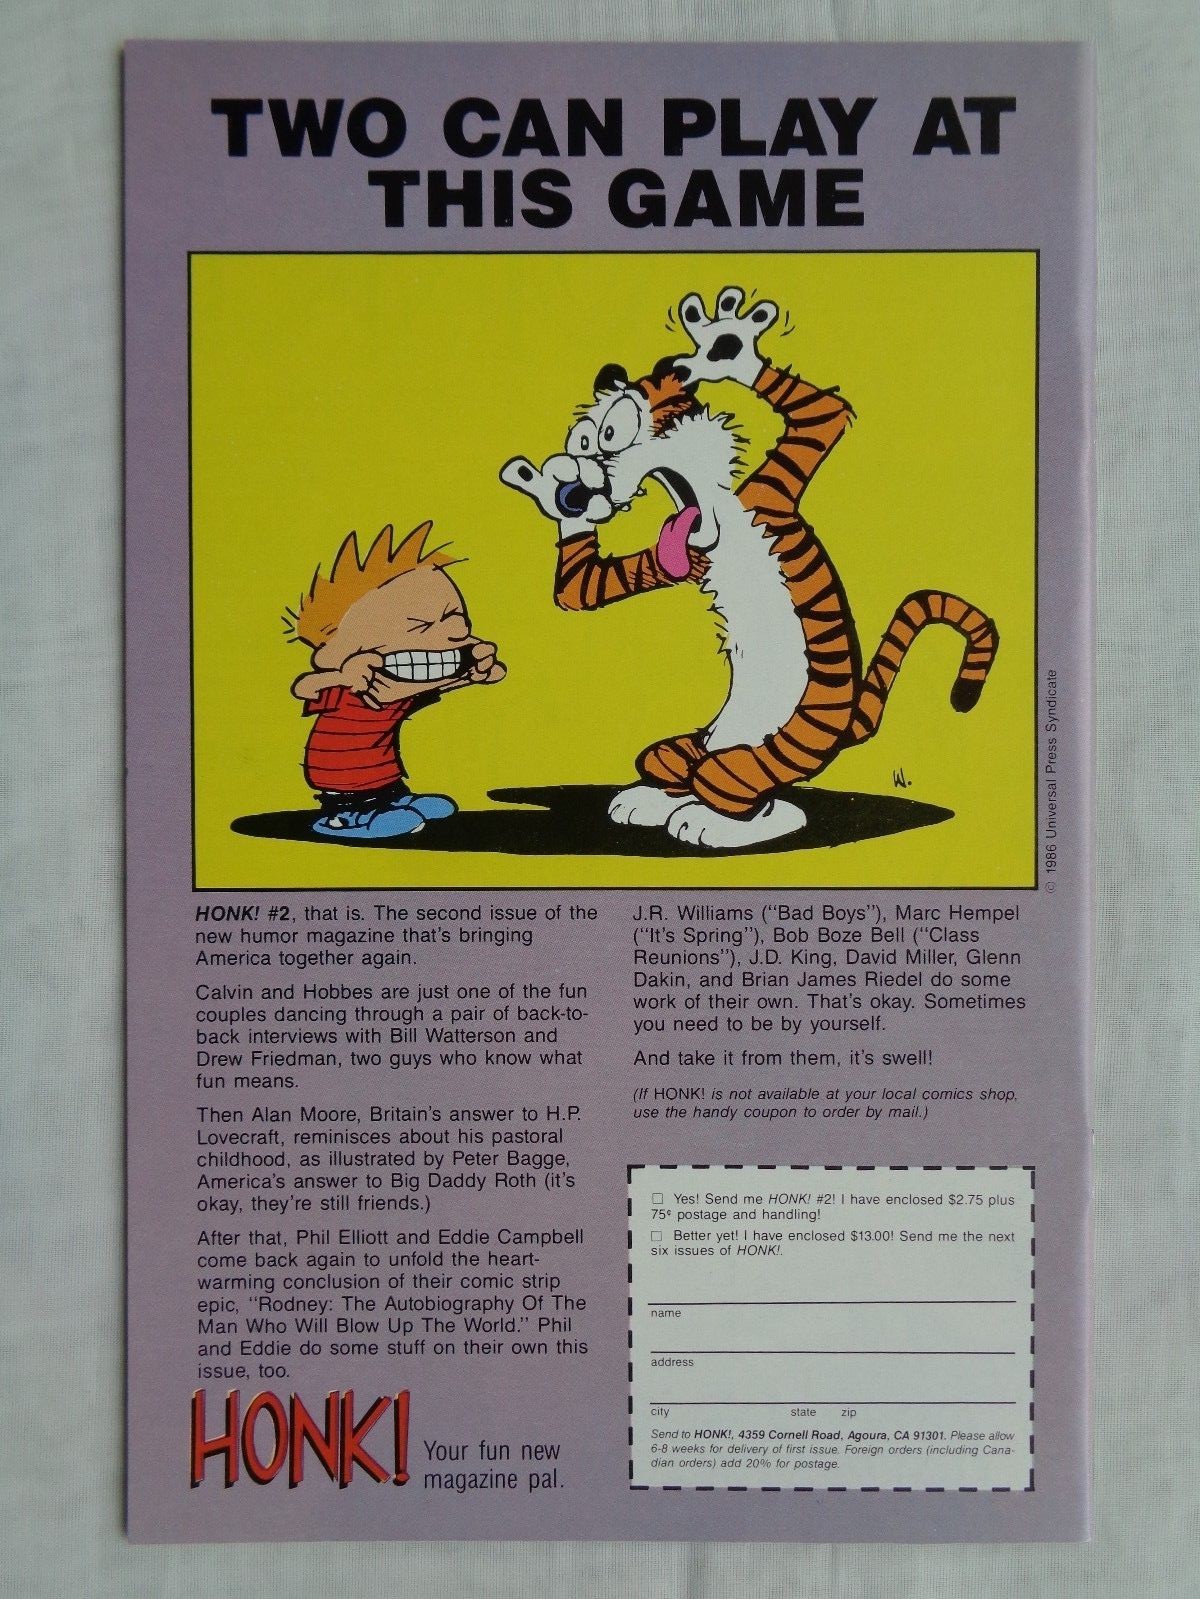 TWO CAN PLAY AT
THIS GAME
W.
© 1986 Universal Press Syndicate
HONK! #2, that is. The second issue of the
new humor magazine that's bringing
America together again.
Calvin and Hobbes are just one of the fun
couples dancing through a pair of back-to-
back interviews with Bill Watterson and
Drew Friedman, two guys who know what
fun means.
Then Alan Moore, Britain's answer to H.P.
Lovecraft, reminisces about his pastoral
childhood, as illustrated by Peter Bagge,
America's answer to Big Daddy Roth (it's
okay, they're still friends.)
After that, Phil Elliott and Eddie Campbell
come back again to unfold the heart-
warming conclusion of their comic strip
epic, "Rodney: The Autobiography Of The
Man Who Will Blow Up The World." Phil
and Eddie do some stuff on their own this
issue, too.
HONK! Your fun new
magazine pal.
J.R. Williams ("Bad Boys"), Marc Hempel
("It's Spring"), Bob Boze Bell ("Class
Reunions"), J.D. King, David Miller, Glenn
Dakin, and Brian James Riedel do some
work of their own. That's okay. Sometimes
you need to be by yourself.
And take it from them, it's swell!
(If HONK! is not available at your local comics shop,
use the handy coupon to order by mail.)
☐ Yes! Send me HONK! #2! I have enclosed $2.75 plus
75¢ postage and handling!
☐ Better yet! I have enclosed $13.00! Send me the next
six issues of HONK!.
name
address
city state zip
Send to HONK!, 4359 Cornell Road, Agoura, CA 91301. Please allow
6-8 weeks for delivery of first issue. Foreign orders (including Cana-
dian orders) add 20% for postage.